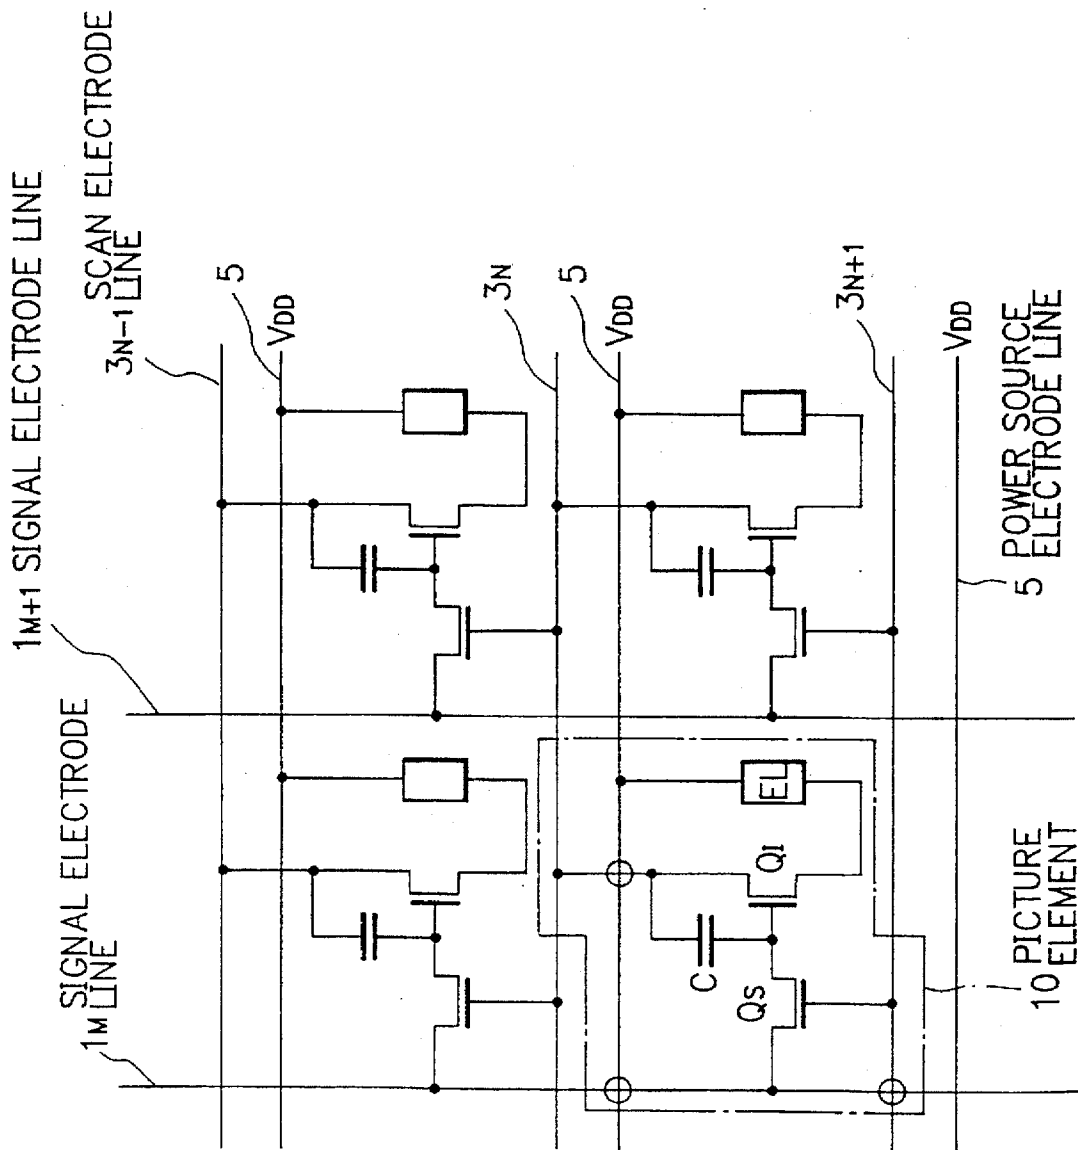 1M+1 SIGNAL ELECTRODE LINE
3N-1 SCAN ELECTRODE
LINE
5
VDD
3N
5
VDD
3N+1
VDD
5 POWER SOURCE
ELECTRODE LINE
1M SIGNAL ELECTRODE
LINE
EL
QI
C
QS
10 PICTURE
ELEMENT